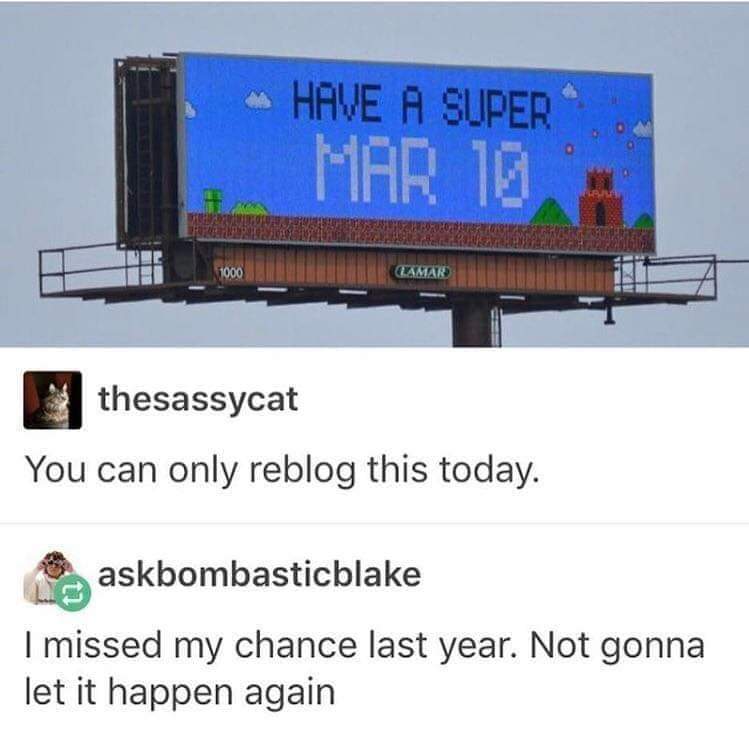 HAVE A SUPER
MAR 10
1000
LAMAR
thesassycat
You can only reblog this today.
askbombasticblake
I missed my chance last year. Not gonna
let it happen again